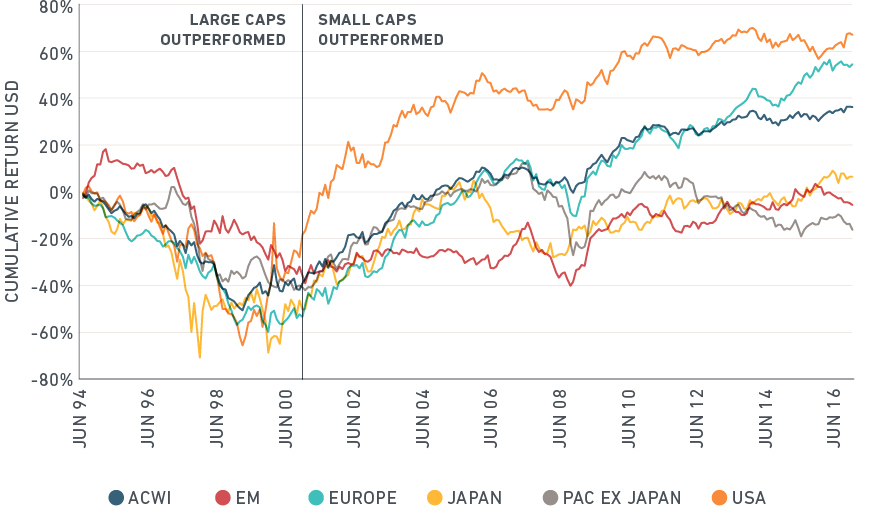 LARGE CAPS
OUTPERFORMED
SMALL CAPS
OUTPERFORMED
CUMULATIVE RETURN USD
80%
60%
40%
20%
0%
-20%
-40%
-60%
-80%
JUN 94
JUN 96
JUN 98
JUN 00
JUN 02
JUN 04
JUN 06
JUN 08
JUN 10
JUN 12
JUN 14
JUN 16
ACWI
EM
EUROPE
JAPAN
PAC EX JAPAN
USA